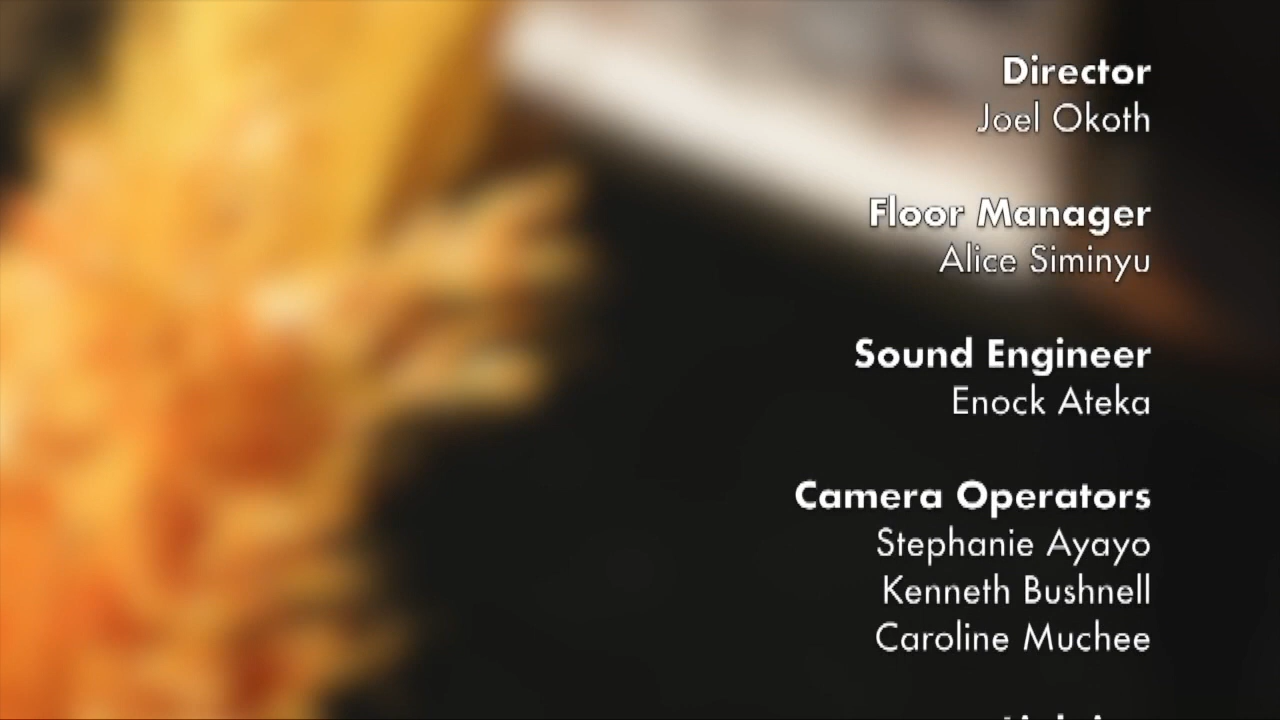 Director
Joel Okoth
Floor Manager
Alice Siminyu
Sound Engineer
Enock Ateka
Camera Operators
Stephanie Ayayo
Kenneth Bushnell
Caroline Muchee